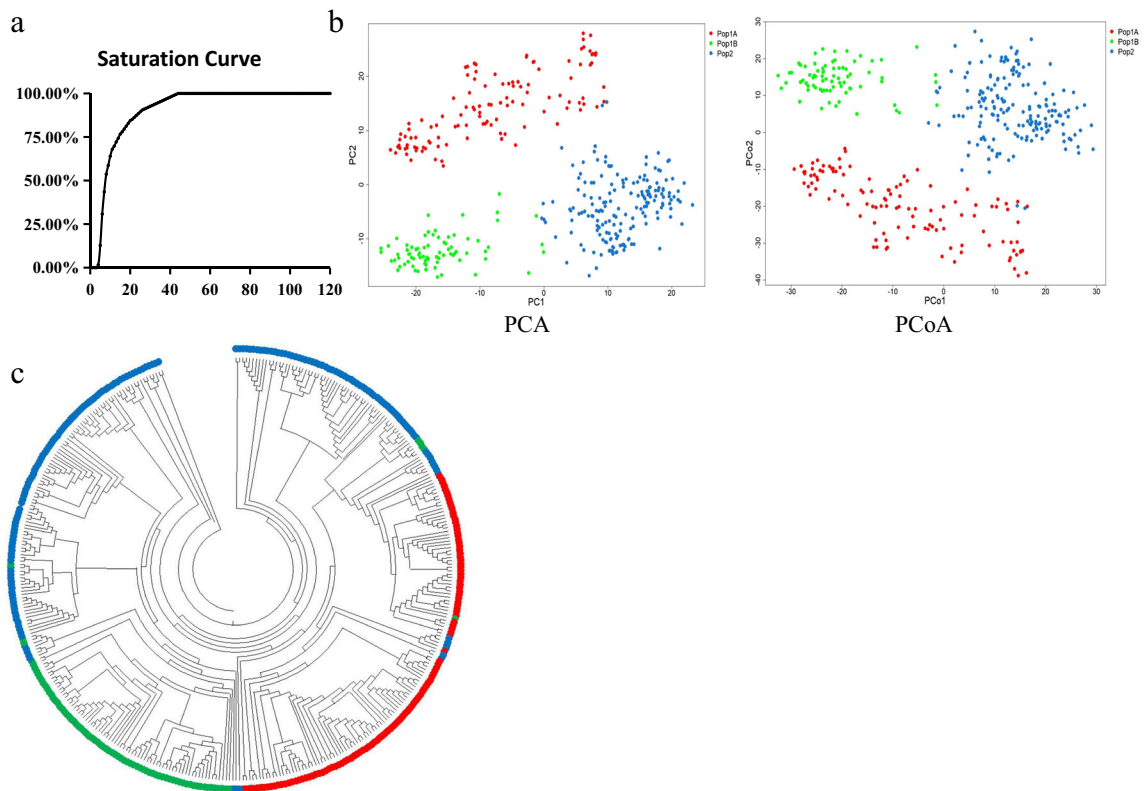 a
Saturation Curve
100.00%
75.00%
50.00%
25.00%
0.00%
0 20 40 60 80 100 120
b
Pop1A
Pop1B
Pop2
PC2
20
10
0
-10
-20 -10 0 10 20
PC1
PCA
Pop1A
Pop1B
Pop2
PCo2
30
20
10
0
-10
-20
-30
-40
-30 -20 -10 0 10 20 30
PCo1
PCoA
c